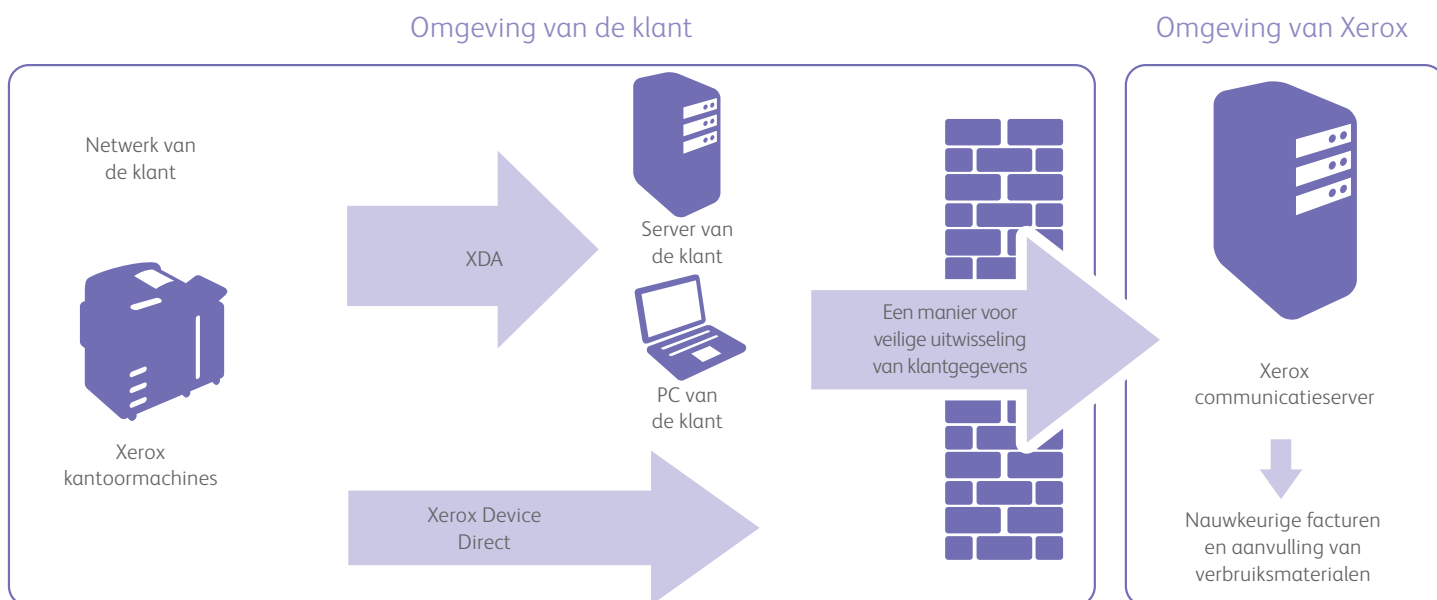 Omgeving van de klant
Omgeving van Xerox
Netwerk van
de klant
Xerox
kantoormachines
XDA
Server van
de klant
PC van
de klant
Xerox Device
Direct
Een manier voor
veilige uitwisseling
van klantgegevens
Xerox
communicatieserver
Nauwkeurige facturen
en aanvulling van
verbruiksmaterialen